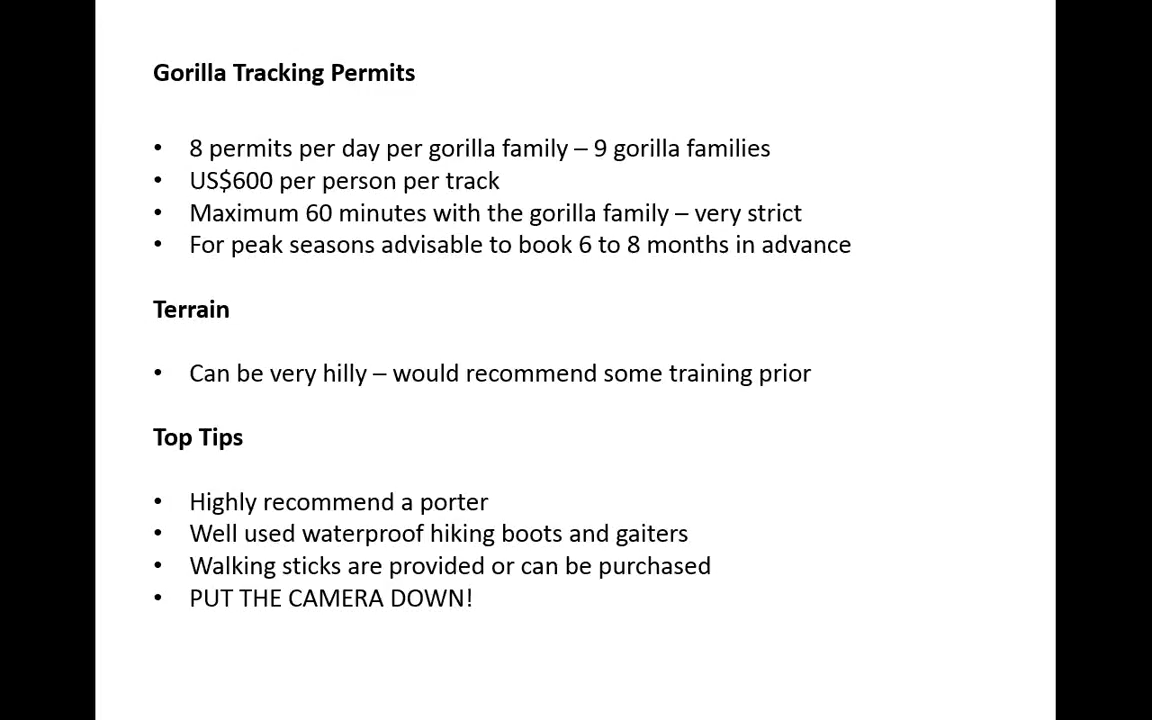 Gorilla Tracking Permits
• 8 permits per day per gorilla family – 9 gorilla families
• US$600 per person per track
• Maximum 60 minutes with the gorilla family – very strict
• For peak seasons advisable to book 6 to 8 months in advance
Terrain
• Can be very hilly – would recommend some training prior
Top Tips
• Highly recommend a porter
• Well used waterproof hiking boots and gaiters
• Walking sticks are provided or can be purchased
• PUT THE CAMERA DOWN!